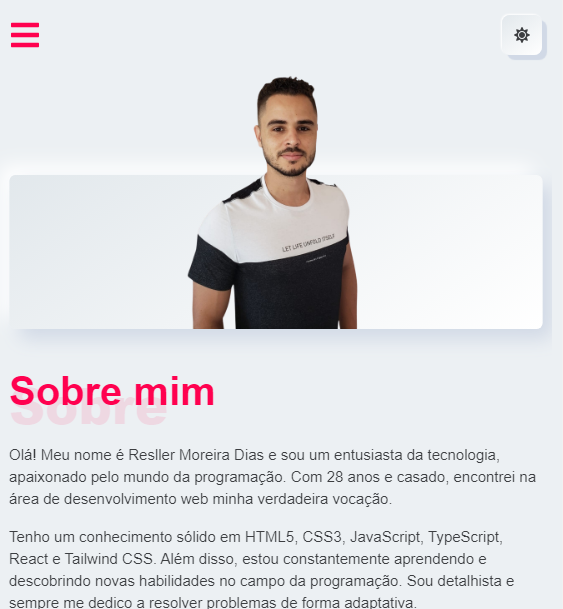 LET LIFE UNFOLD ITSELF
Sobre mim
Sobre
Olá! Meu nome é Resller Moreira Dias e sou um entusiasta da tecnologia,
apaixonado pelo mundo da programação. Com 28 anos e casado, encontrei na
área de desenvolvimento web minha verdadeira vocação.
Tenho um conhecimento sólido em HTML5, CSS3, JavaScript, TypeScript,
React e Tailwind CSS. Além disso, estou constantemente aprendendo e
descobrindo novas habilidades no campo da programação. Sou detalhista e
sempre me dedico a resolver problemas de forma adaptativa.